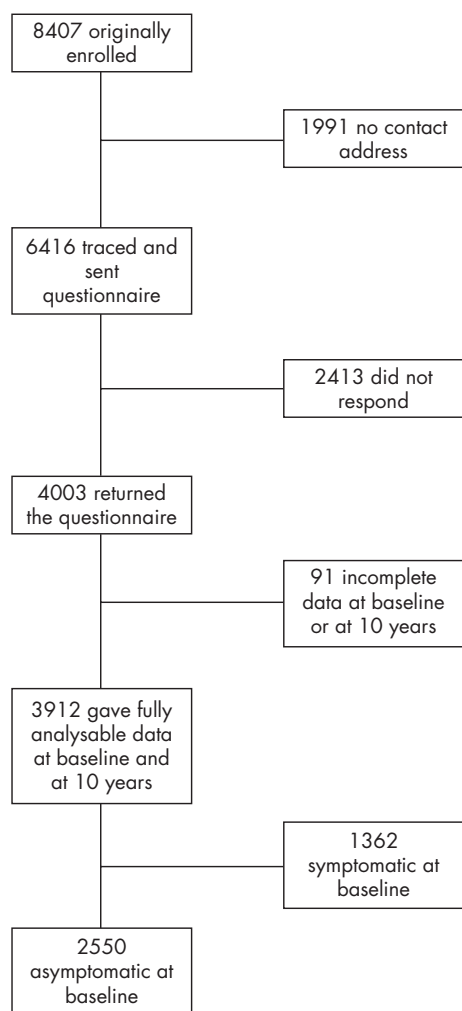 8407 originally
enrolled
1991 no contact
address
6416 traced and
sent
questionnaire
2413 did not
respond
4003 returned
the questionnaire
91 incomplete
data at baseline
or at 10 years
3912 gave fully
analysable data
at baseline and
at 10 years
1362
symptomatic at
baseline
2550
asymptomatic at
baseline